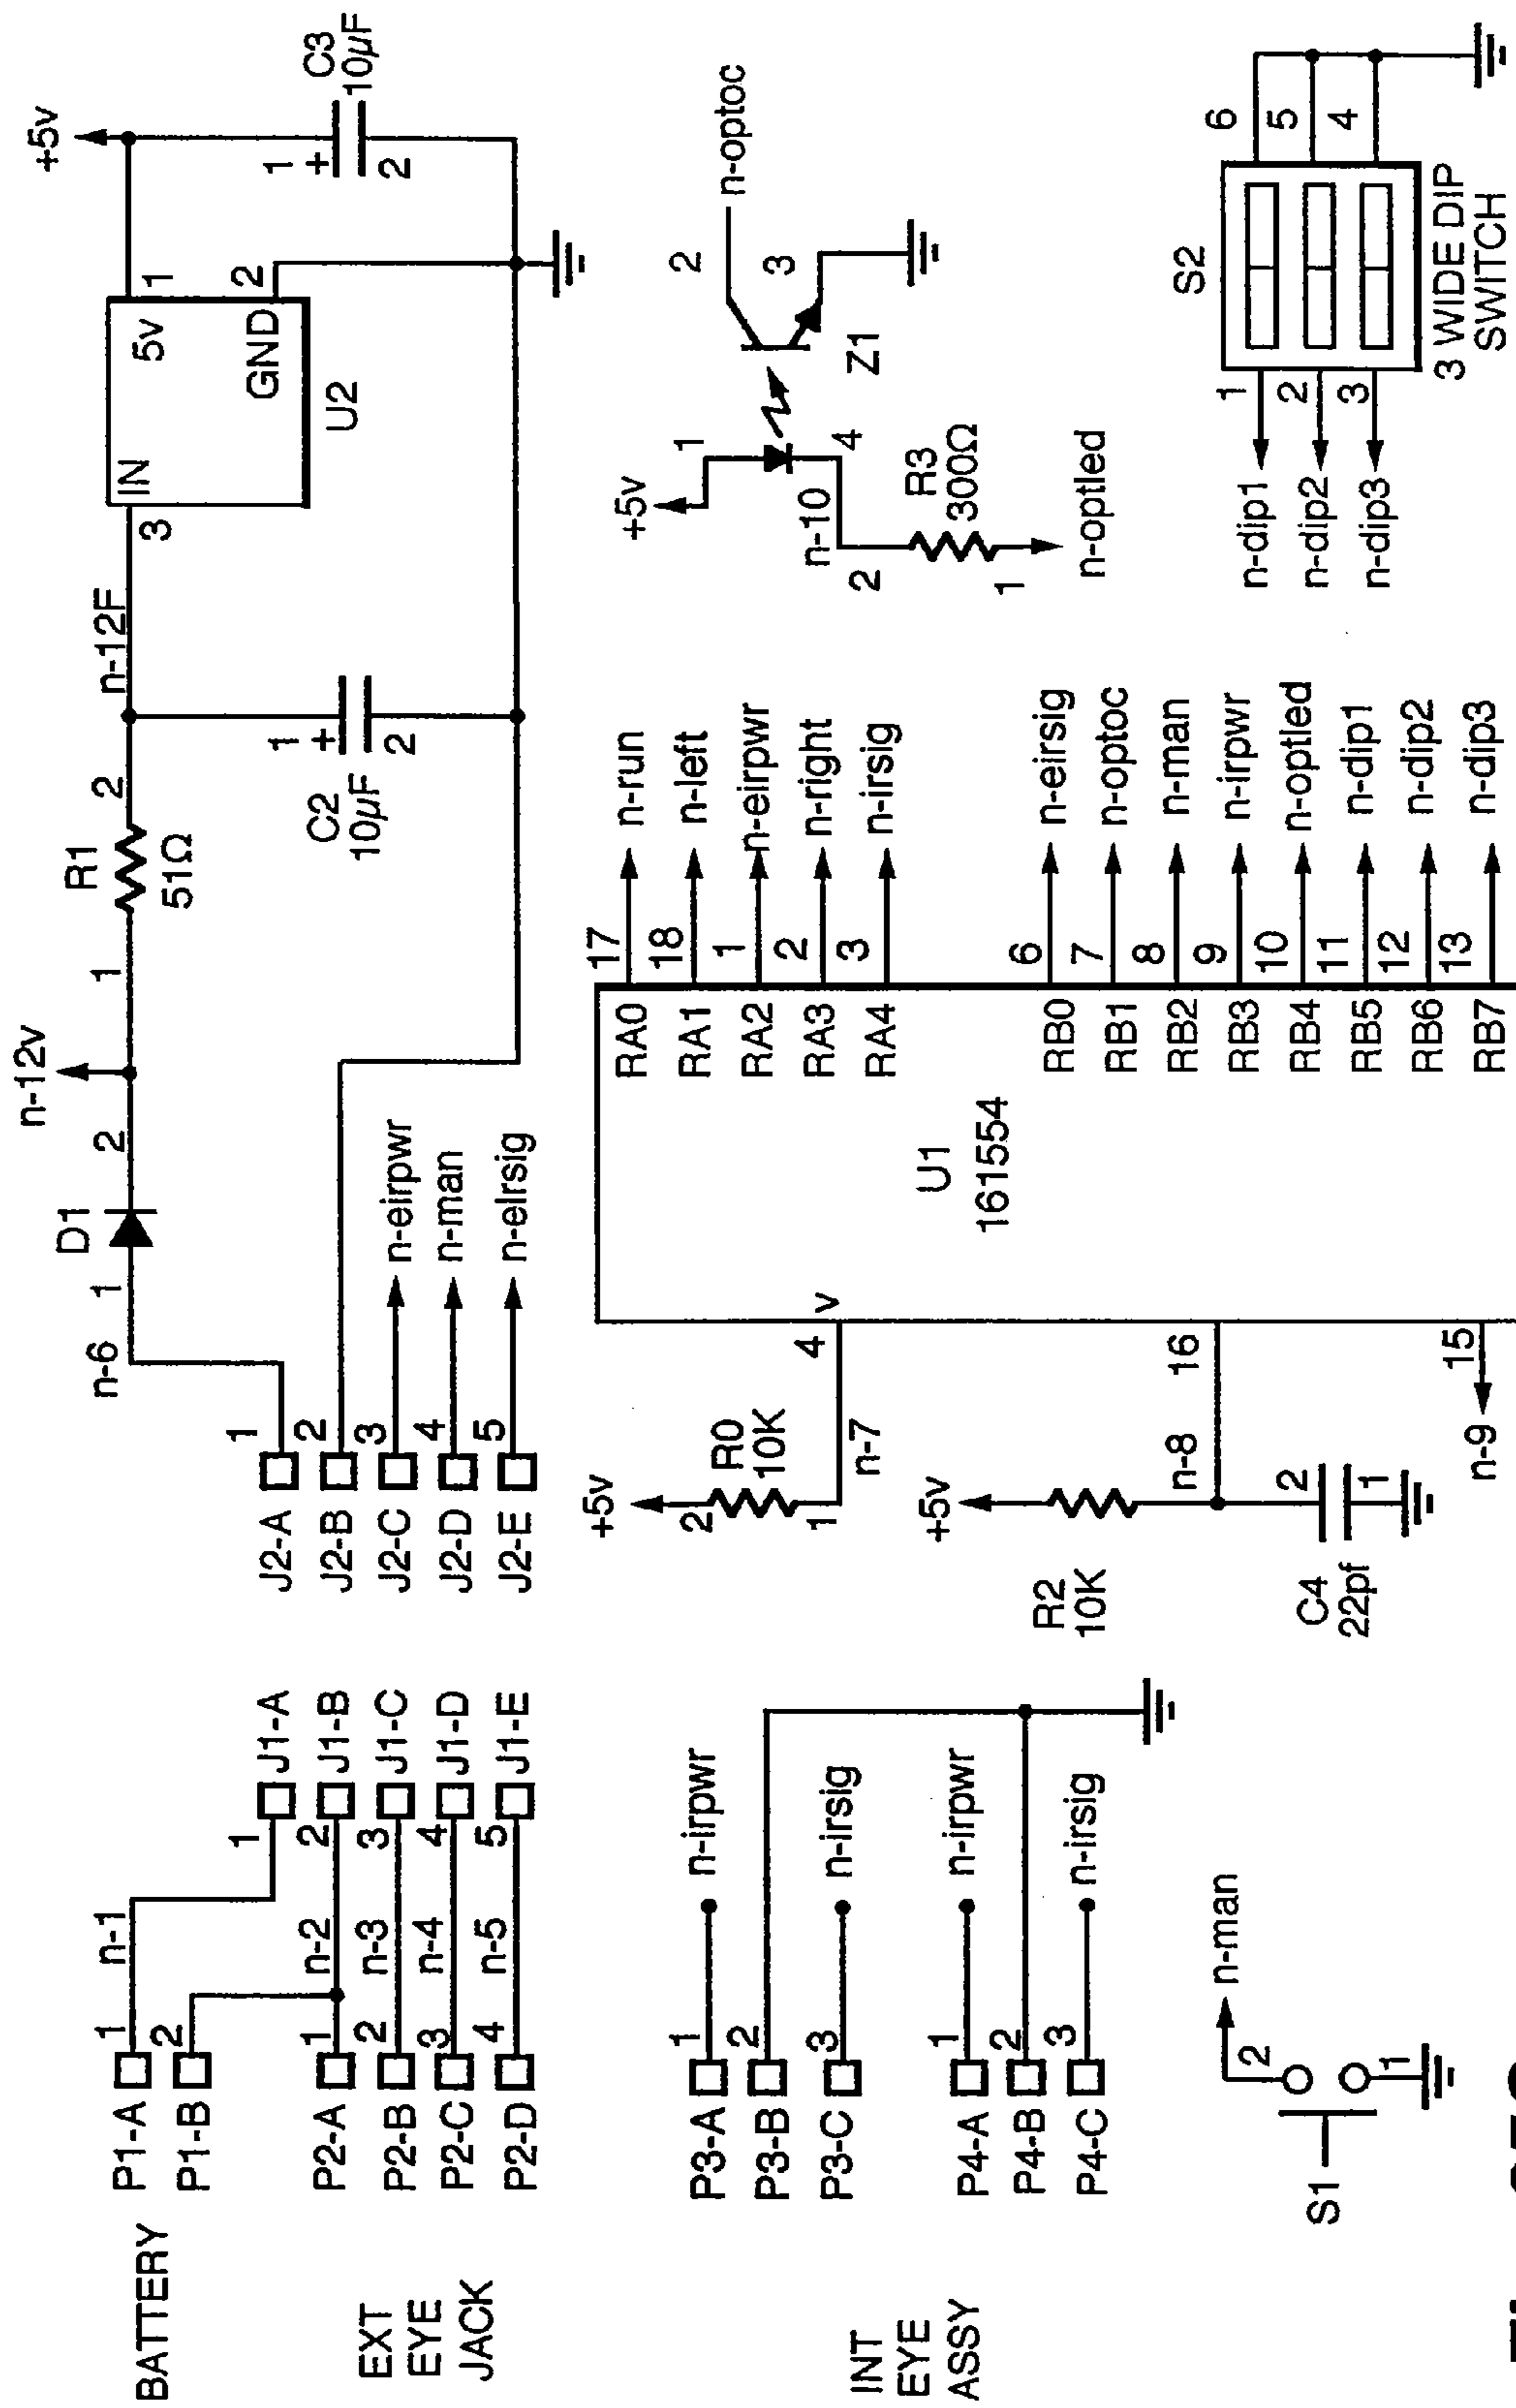 BATTERY
P1-A
1
n-1
P1-B
2
EXT
EYE
JACK
P2-A
1
n-2
2
J1-B
1
J1-A
P2-B
2
n-3
3
J1-C
P2-C
3
n-4
4
J1-D
P2-D
4
n-5
5
J1-E
J2-A
1
n-6
J2-B
2
J2-C
3
n-eirpwr
J2-D
4
n-man
J2-E
5
n-eIrsig
1
D1
2
n-12v
1
R1
51Ω
2
n-12F
C2
10µF
1
+
2
3
IN
5v
GND
U2
1
2
+5v
1
+
2
C3
10µF
INT
EYE
ASSY
P3-A
1
n-irpwr
P3-B
2
P3-C
3
n-irsig
P4-A
1
n-irpwr
P4-B
2
P4-C
3
n-irsig
S1
2
n-man
1
+5v
2
R0
10K
1
n-7
4
v
+5v
R2
10K
n-8
16
2
1
C4
22pf
15
n-9
U1
161554
RA0
17
n-run
RA1
18
n-left
RA2
1
n-eirpwr
RA3
2
n-right
RA4
3
n-irsig
RB0
6
n-eirsig
RB1
7
n-optoc
RB2
8
n-man
RB3
9
n-irpwr
RB4
10
n-optled
RB5
11
n-dip1
RB6
12
n-dip2
RB7
13
n-dip3
+5v
1
4
n-10
2
R3
300Ω
1
n-optled
Z1
2
n-optoc
3
S2
n-dip1
1
6
n-dip2
2
5
n-dip3
3
4
3 WIDE DIP
SWITCH